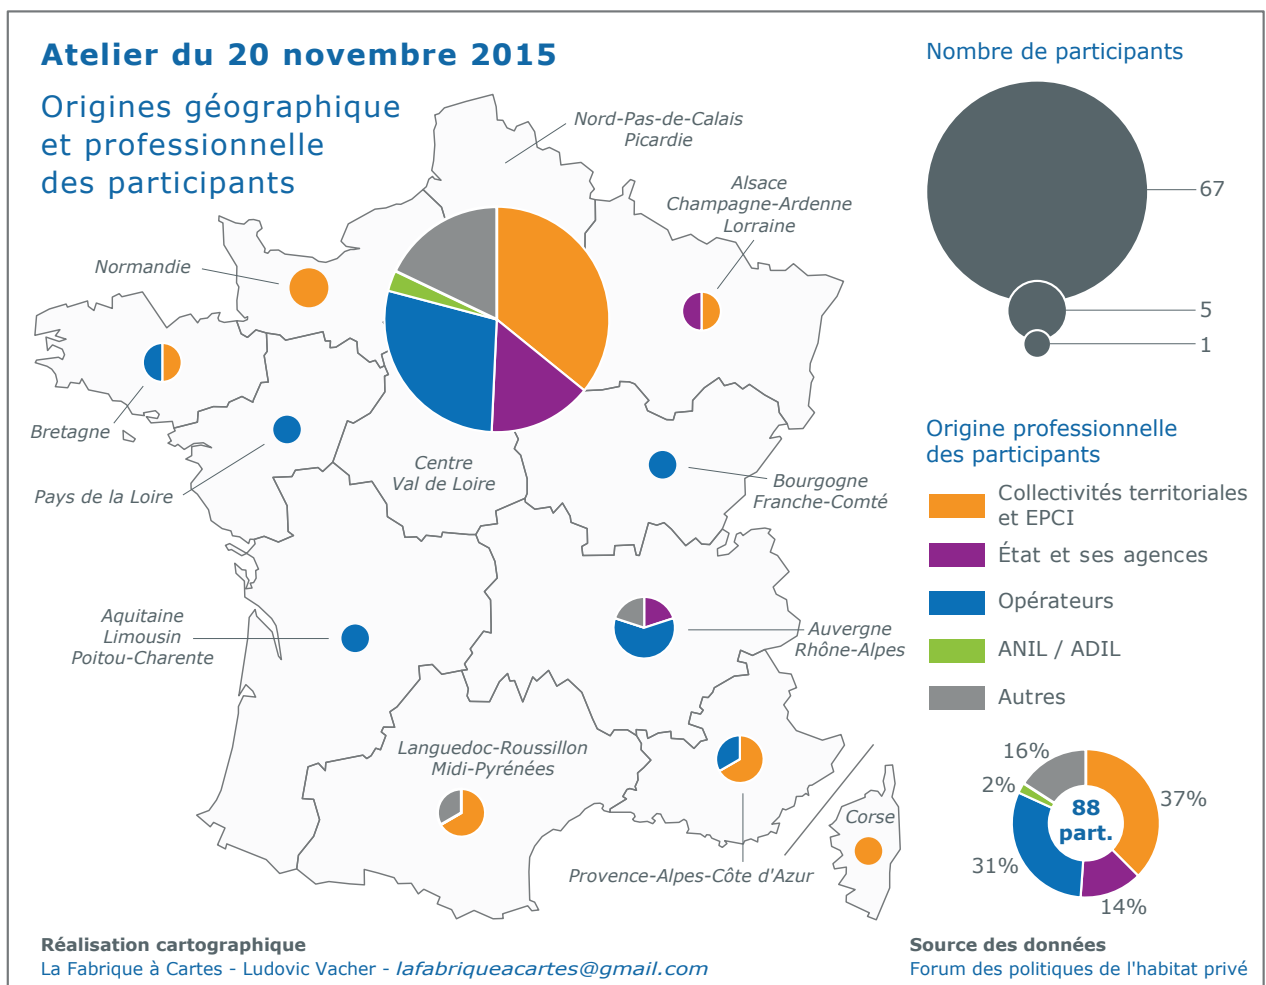 Atelier du 20 novembre 2015
Origines géographique
et professionnelle
des participants
Nombre de participants
67
5
1
Nord-Pas-de-Calais
Picardie
Alsace
Champagne-Ardenne
Lorraine
Normandie
Bretagne
Pays de la Loire
Centre
Val de Loire
Bourgogne
Franche-Comté
Aquitaine
Limousin
Poitou-Charente
Auvergne
Rhône-Alpes
Languedoc-Roussillon
Midi-Pyrénées
Provence-Alpes-Côte d'Azur
Corse
Origine professionnelle
des participants
Collectivités territoriales
et EPCI
État et ses agences
Opérateurs
ANIL / ADIL
Autres
16%
2%
37%
88
part.
31%
14%
Réalisation cartographique
La Fabrique à Cartes - Ludovic Vacher - lafabriqueacartes@gmail.com
Source des données
Forum des politiques de l'habitat privé